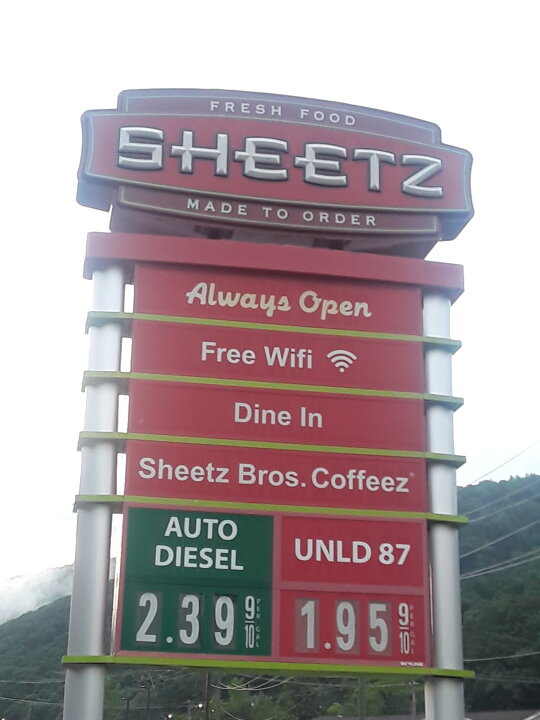 FRESH FOOD
SHEETZ
MADE TO ORDER
Always Open
Free Wifi
Dine In
Sheetz Bros. Coffeez
AUTO
DIESEL
2.39 9/10 PER GAL
UNLD 87
1.95 9/10 PER GAL
SKYLINE